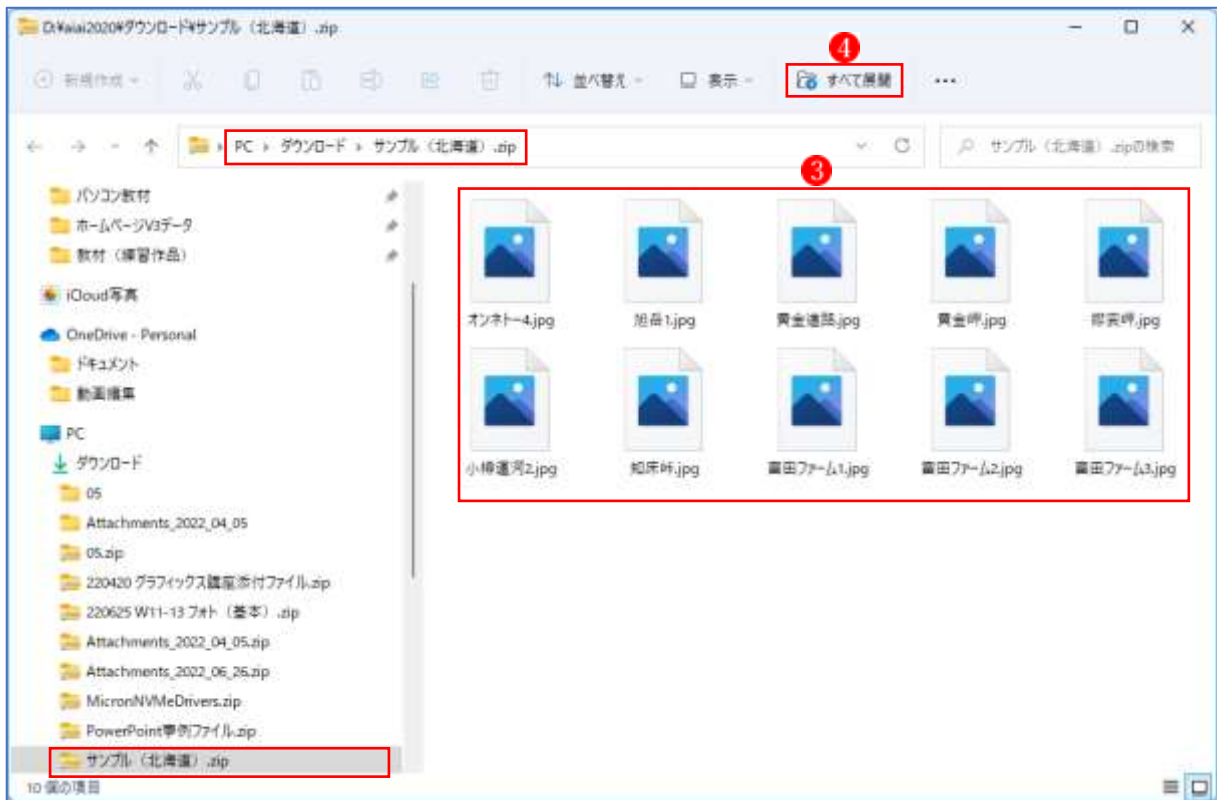 D:¥aiai2020¥ダウンロード¥サンプル（北海道）.zip
4
新規作成
並べ替え
表示
すべて展開
PC › ダウンロード › サンプル（北海道）.zip
サンプル（北海道）.zipの検索
3
パソコン教材
ホームページV3データ
教材（練習作品）
iCloud写真
OneDrive - Personal
ドキュメント
動画編集
PC
ダウンロード
05
Attachments_2022_04_05
05.zip
220420 グラフィックス講座添付ファイル.zip
220625 W11-13 フォト（基本）.zip
Attachments_2022_04_05.zip
Attachments_2022_06_26.zip
MicronNVMeDrivers.zip
PowerPoint事例ファイル.zip
サンプル（北海道）.zip
オンネトー4.jpg
旭岳1.jpg
黄金道路.jpg
黄金岬.jpg
小樽運河2.jpg
知床峠.jpg
富田ファーム1.jpg
富田ファーム2.jpg
富田ファーム3.jpg
10 個の項目